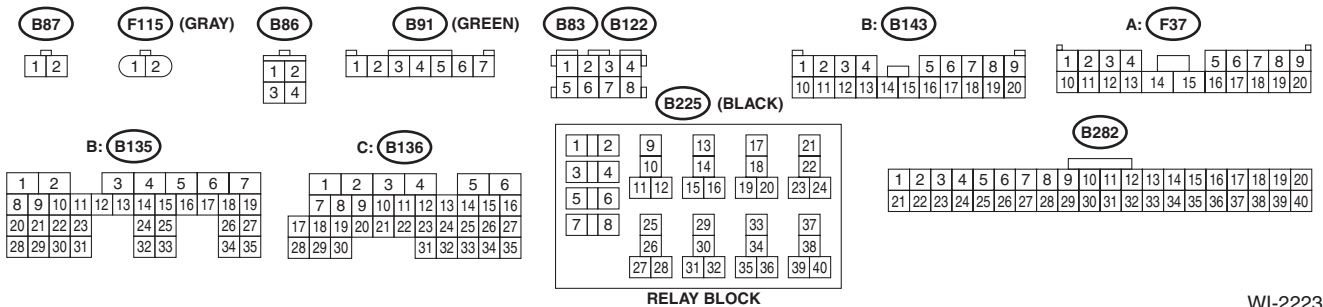 B87
F115 (GRAY)
B86
B91 (GREEN)
B83 B122
B: B143
A: F37
1 2
1 2
1 2
3 4
1 2 3 4 5 6 7
1 2 3 4
5 6 7 8
1 2 3 4 5 6 7 8 9
10 11 12 13 14 15 16 17 18 19 20
1 2 3 4 5 6 7 8 9
10 11 12 13 14 15 16 17 18 19 20
B: B135
1 2 3 4 5 6 7
8 9 10 11 12 13 14 15 16 17 18 19
20 21 22 23 24 25 26 27
28 29 30 31 32 33 34 35
C: B136
1 2 3 4 5 6
7 8 9 10 11 12 13 14 15 16
17 18 19 20 21 22 23 24 25 26 27
28 29 30 31 32 33 34 35
B225 (BLACK)
1 2
3 4
5 6
7 8
9 13 17 21
10 14 18 22
11 12 15 16 19 20 23 24
25 29 33 37
26 30 34 38
27 28 31 32 35 36 39 40
RELAY BLOCK
B282
1 2 3 4 5 6 7 8 9 10 11 12 13 14 15 16 17 18 19 20
21 22 23 24 25 26 27 28 29 30 31 32 33 34 35 36 37 38 39 40
WI-2223